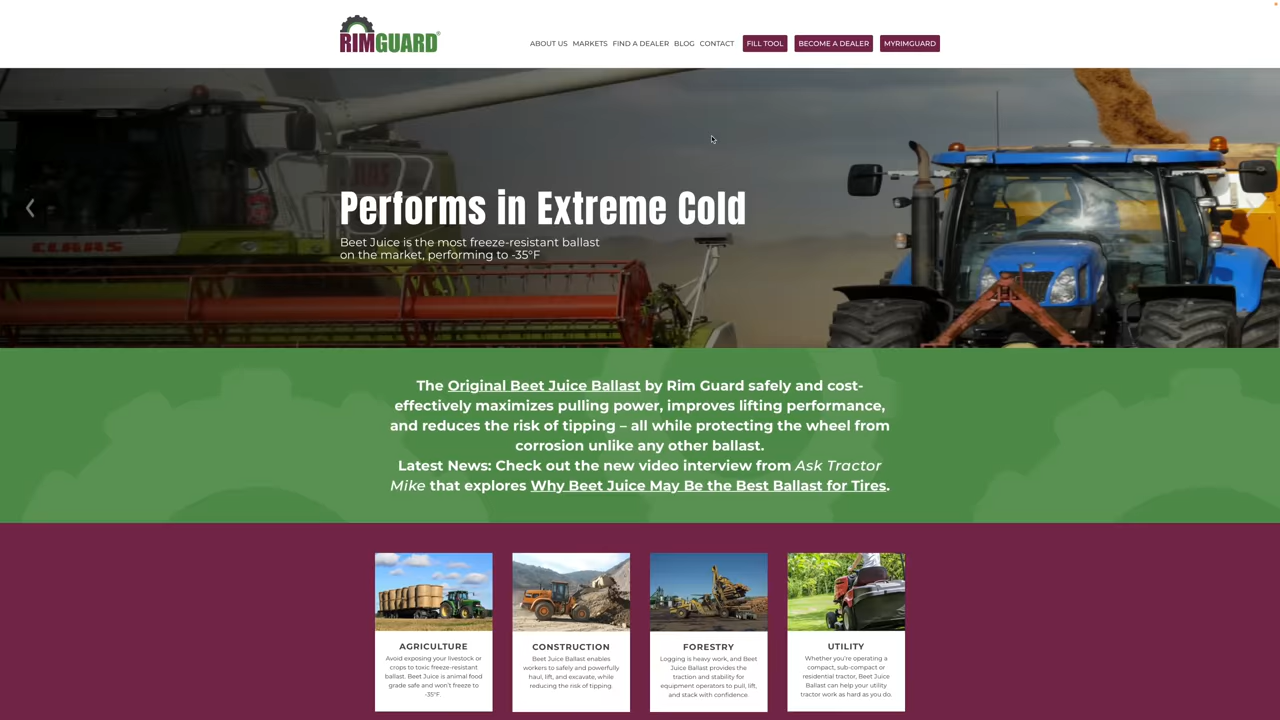 RIMGUARD®
ABOUT US MARKETS FIND A DEALER BLOG CONTACT FILL TOOL BECOME A DEALER MYRIMGUARD
CLAAS
Performs in Extreme Cold
Beet Juice is the most freeze-resistant ballast
on the market, performing to -35°F
The Original Beet Juice Ballast by Rim Guard safely and cost-
effectively maximizes pulling power, improves lifting performance,
and reduces the risk of tipping – all while protecting the wheel from
corrosion unlike any other ballast.
Latest News: Check out the new video interview from Ask Tractor
Mike that explores Why Beet Juice May Be the Best Ballast for Tires.
AGRICULTURE
Avoid exposing your livestock or
crops to toxic freeze-resistant
ballast. Beet Juice is animal food
grade safe and won't freeze to
-35°F.
CONSTRUCTION
Beet Juice Ballast enables
workers to safely and powerfully
haul, lift, and excavate, while
reducing the risk of tipping
FORESTRY
Logging is heavy work, and Beet
Juice Ballast provides the
traction and stability for
equipment operators to pull, lift,
and stack with confidence.
UTILITY
Whether you're operating a
compact, sub-compact or
residential tractor, Beet Juice
Ballast can help your utility
tractor work as hard as you do.